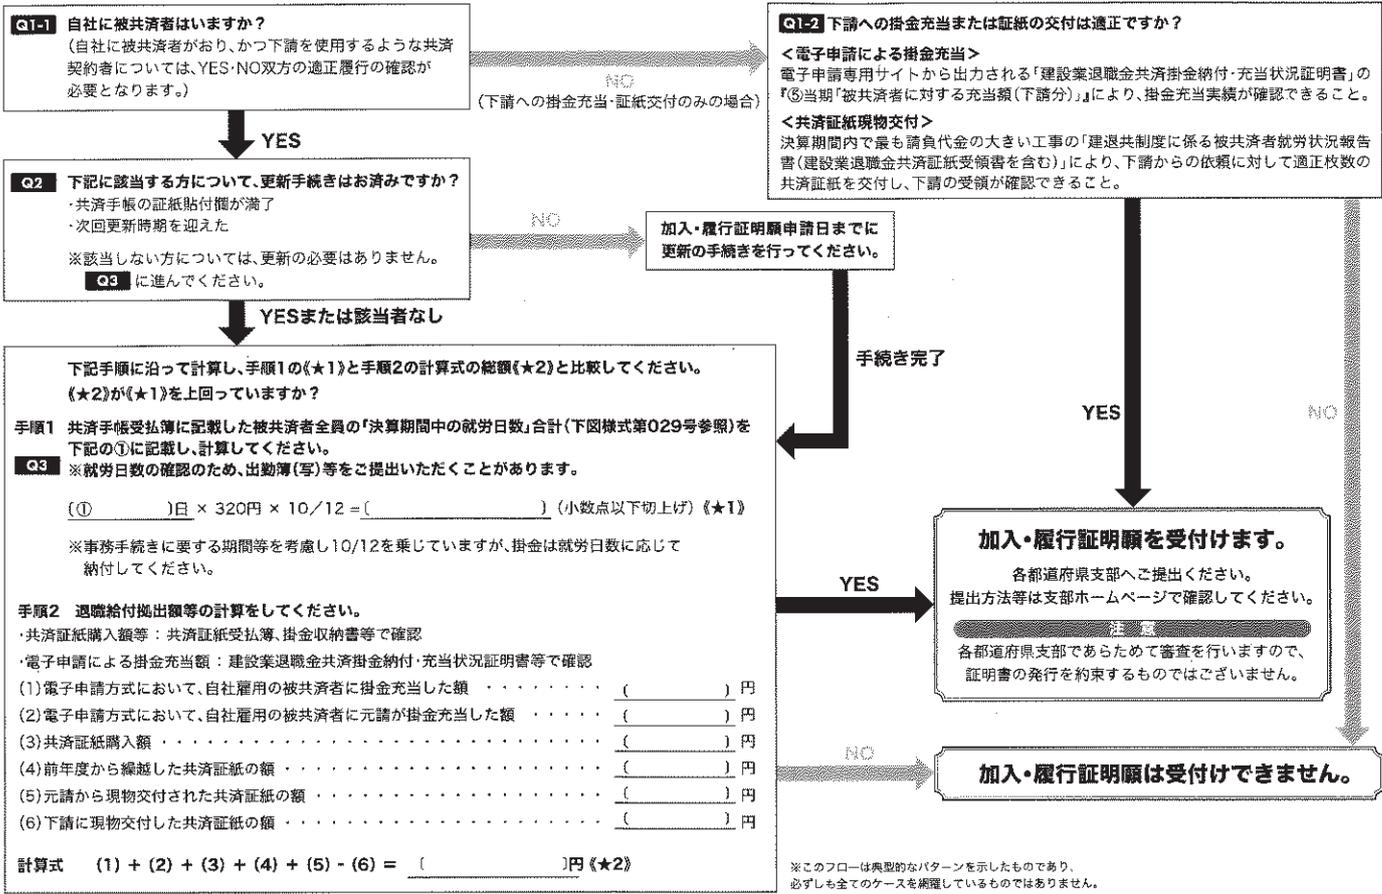 Q1-1 自社に被共済者はいますか?
(自社に被共済者がおり、かつ下請を使用するような共済
契約者については、YES・NO双方の適正履行の確認が
必要となります。)
NO
(下請への掛金充当・証紙交付のみの場合)
Q1-2 下請への掛金充当または証紙の交付は適正ですか?
<電子申請による掛金充当>
電子申請専用サイトから出力される「建設業退職金共済掛金納付・充当状況証明書」の
『⑤当期「被共済者に対する充当額(下請分)」』により、掛金充当実績が確認できること。
<共済証紙現物交付>
決算期間内で最も請負代金の大きい工事の「建退共制度に係る被共済者就労状況報告
書(建設業退職金共済証紙受領書を含む)」により、下請からの依頼に対して適正枚数の
共済証紙を交付し、下請の受領が確認できること。
YES
Q2 下記に該当する方について、更新手続きはお済みですか?
・共済手帳の証紙貼付欄が満了
・次回更新時期を迎えた
※該当しない方については、更新の必要はありません。
Q3 に進んでください。
NO
加入・履行証明願申請日までに
更新の手続きを行ってください。
YESまたは該当者なし
手続き完了
YES
NO
下記手順に沿って計算し、手順1の《★1》と手順2の計算式の総額《★2》と比較してください。
《★2》が《★1》を上回っていますか?
手順1 共済手帳受払簿に記載した被共済者全員の「決算期間中の就労日数」合計(下図様式第029号参照)を
下記の①に記載し、計算してください。
Q3 ※就労日数の確認のため、出勤簿(写)等をご提出いただくことがあります。
(① )日 × 320円 × 10/12 =( ) (小数点以下切上げ)《★1》
※事務手続きに要する期間等を考慮し10/12を乗じていますが、掛金は就労日数に応じて
納付してください。
手順2 退職給付拠出額等の計算をしてください。
・共済証紙購入額等:共済証紙受払簿、掛金収納書等で確認
・電子申請による掛金充当額:建設業退職金共済掛金納付・充当状況証明書等で確認
(1)電子申請方式において、自社雇用の被共済者に掛金充当した額 ・・・・・・・・ ( ) 円
(2)電子申請方式において、自社雇用の被共済者に元請が掛金充当した額 ・・・・・ ( ) 円
(3)共済証紙購入額 ・・・・・・・・・・・・・・・・・・・・・・・・・・ ( ) 円
(4)前年度から繰越した共済証紙の額 ・・・・・・・・・・・・・・・・・・・ ( ) 円
(5)元請から現物交付された共済証紙の額 ・・・・・・・・・・・・・・・・・ ( ) 円
(6)下請に現物交付した共済証紙の額 ・・・・・・・・・・・・・・・・・・・ ( ) 円
計算式 (1) + (2) + (3) + (4) + (5) - (6) = ( )円《★2》
YES
加入・履行証明願を受付けます。
各都道府県支部へご提出ください。
提出方法等は支部ホームページで確認してください。
注 意
各都道府県支部であらためて審査を行いますので、
証明書の発行を約束するものではございません。
NO
加入・履行証明願は受付けできません。
※このフローは典型的なパターンを示したものであり、
必ずしも全てのケースを網羅しているものではありません。